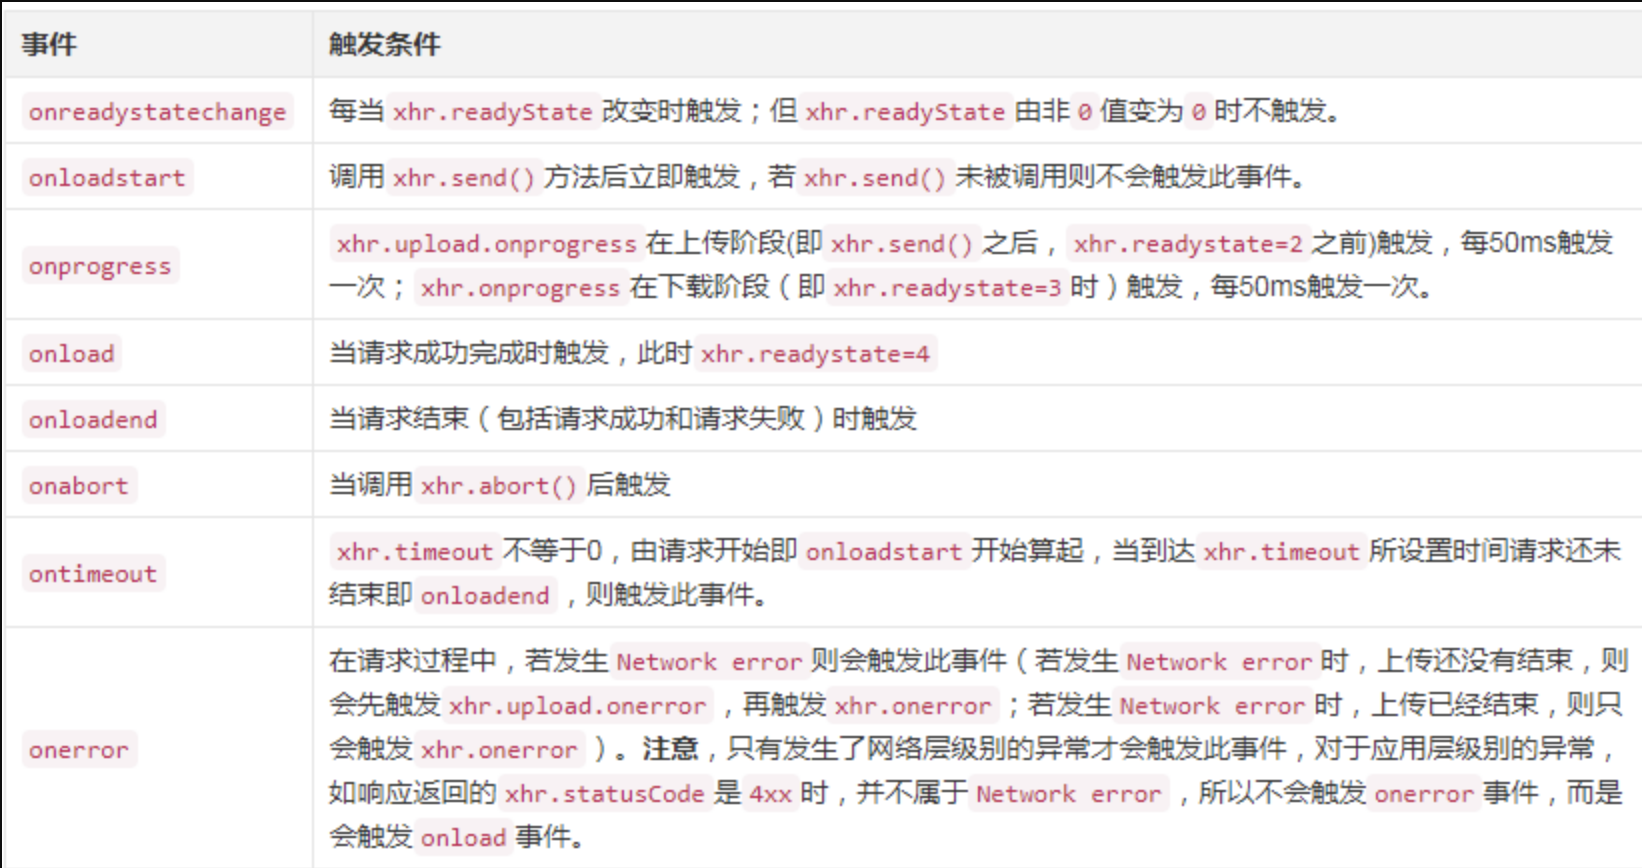 事件 触发条件
onreadystatechange 每当 xhr.readyState 改变时触发；但 xhr.readyState 由非 0 值变为 0 时不触发。
onloadstart 调用 xhr.send() 方法后立即触发，若 xhr.send() 未被调用则不会触发此事件。
xhr.upload.onprogress 在上传阶段(即 xhr.send() 之后， xhr.readystate=2 之前)触发，每50ms触发
onprogress
一次； xhr.onprogress 在下载阶段（即 xhr.readystate=3 时）触发，每50ms触发一次。
onload 当请求成功完成时触发，此时 xhr.readystate=4
onloadend 当请求结束（包括请求成功和请求失败）时触发
onabort 当调用 xhr.abort() 后触发
xhr.timeout 不等于0，由请求开始即 onloadstart 开始算起，当到达 xhr.timeout 所设置时间请求还未
ontimeout
结束即 onloadend ，则触发此事件。
在请求过程中，若发生 Network error 则会触发此事件（若发生 Network error 时，上传还没有结束，则
会先触发 xhr.upload.onerror ，再触发 xhr.onerror ；若发生 Network error 时，上传已经结束，则只
onerror 会触发 xhr.onerror ）。注意，只有发生了网络层级别的异常才会触发此事件，对于应用层级别的异常，
如响应返回的 xhr.statusCode 是 4xx 时，并不属于 Network error ，所以不会触发 onerror 事件，而是
会触发 onload 事件。